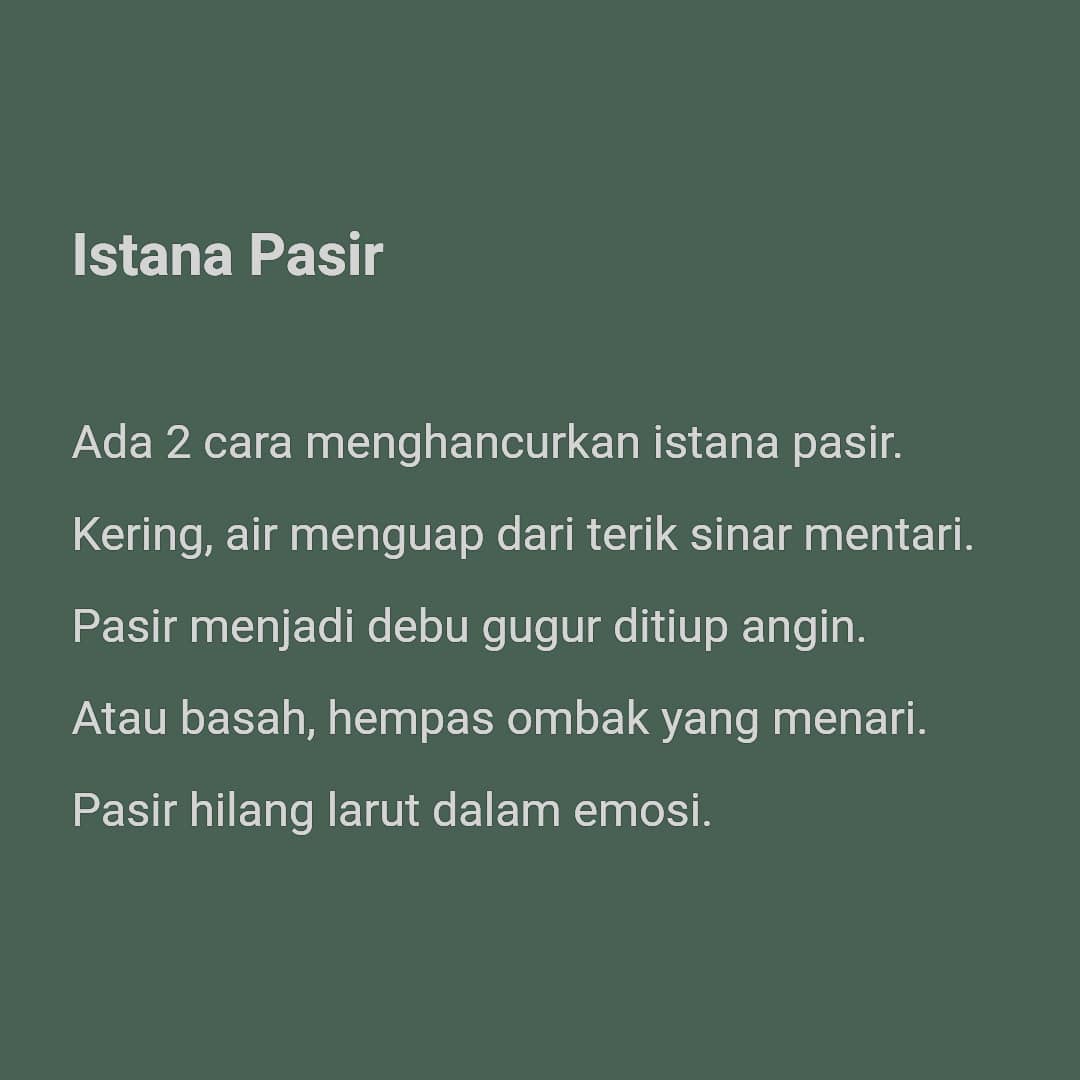 Istana Pasir
Ada 2 cara menghancurkan istana pasir.
Kering, air menguap dari terik sinar mentari.
Pasir menjadi debu gugur ditiup angin.
Atau basah, hempas ombak yang menari.
Pasir hilang larut dalam emosi.